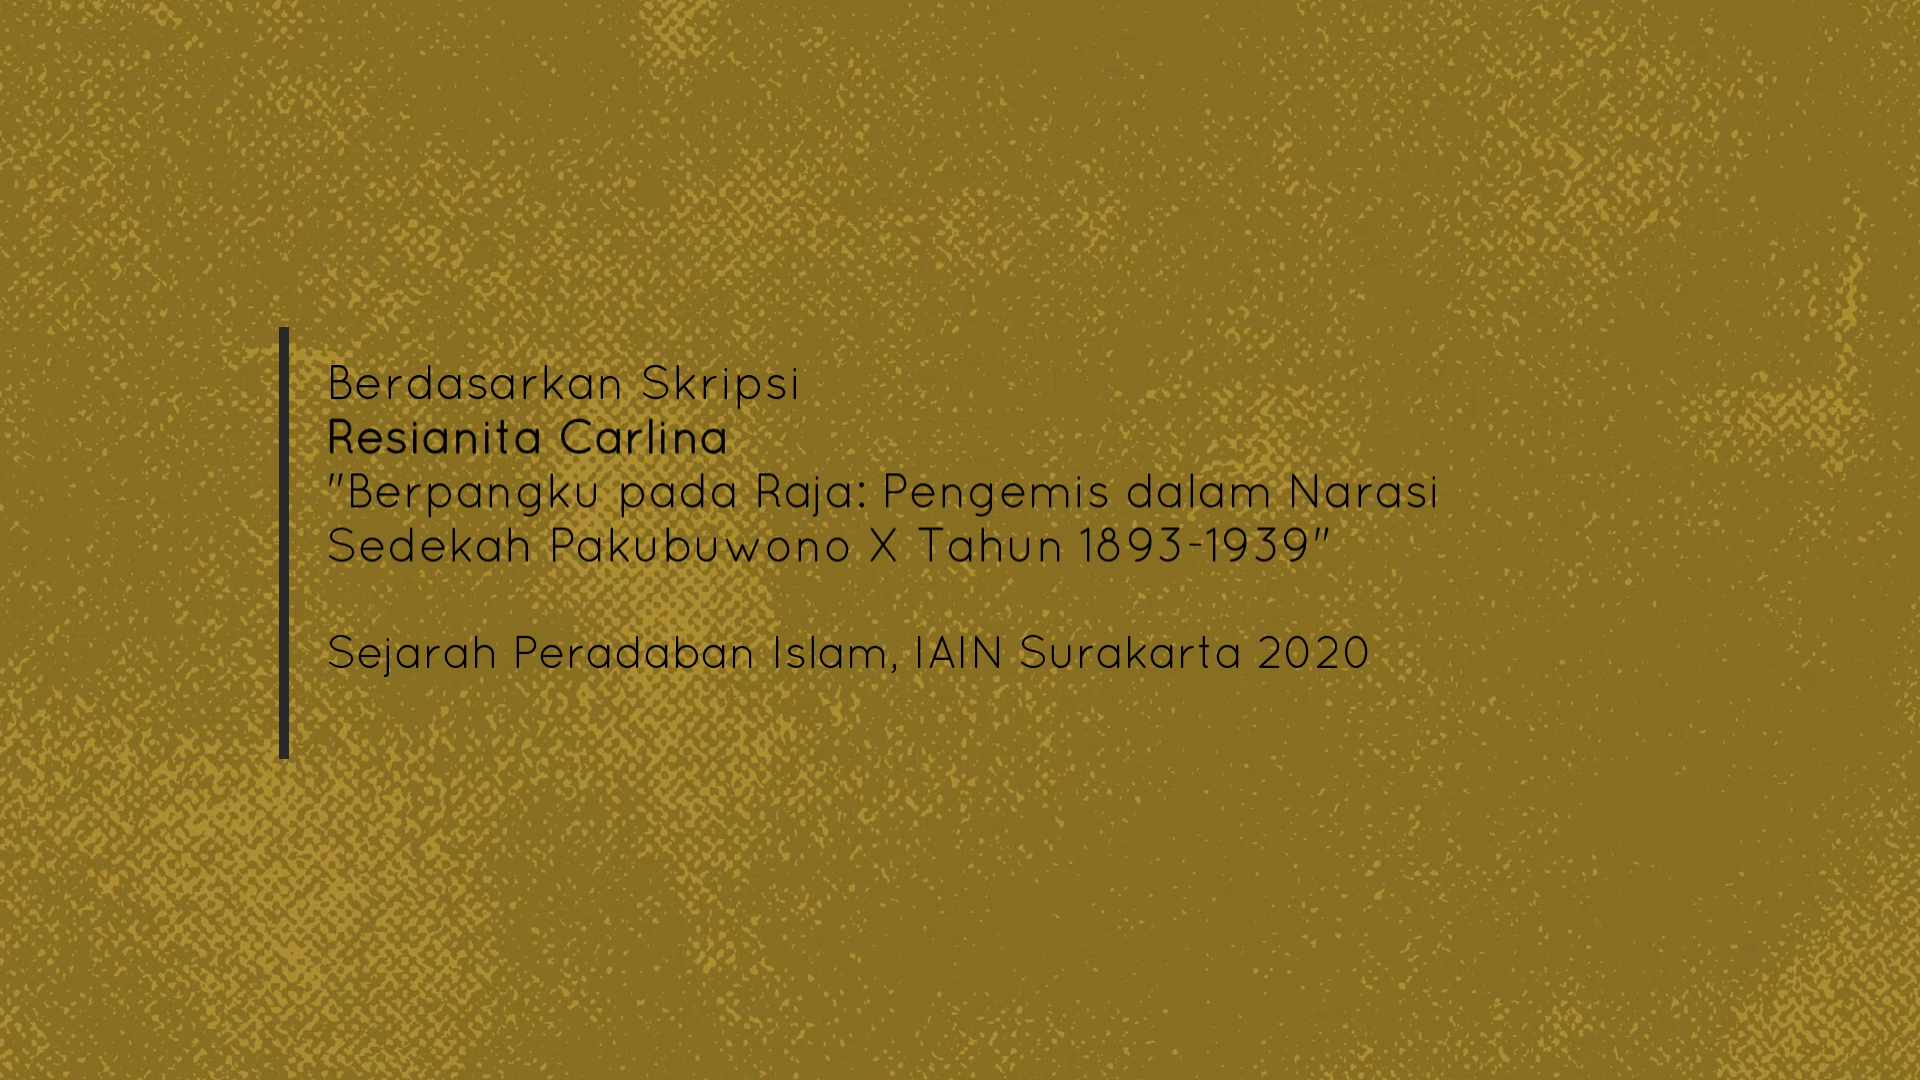 Berdasarkan Skripsi
Resianita Carlina
"Berpangku pada Raja: Pengemis dalam Narasi
Sedekah Pakubuwono X Tahun 1893-1939"
Sejarah Peradaban Islam, IAIN Surakarta 2020